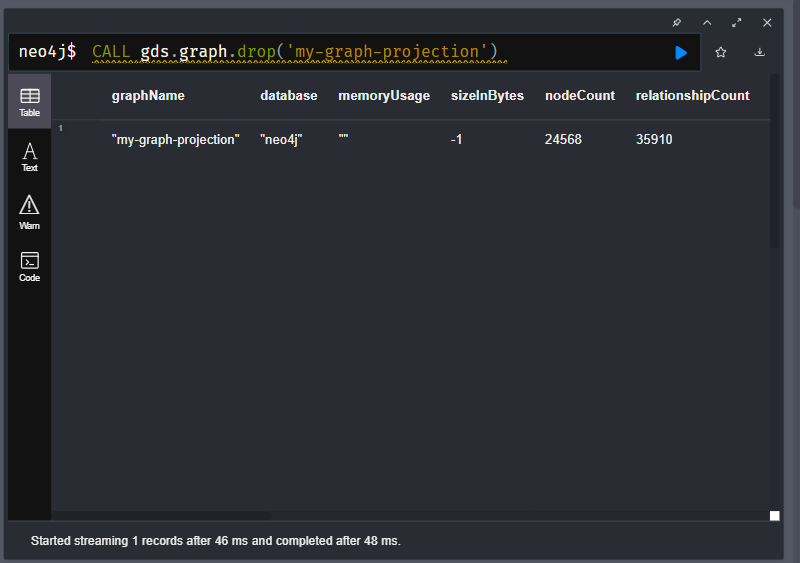 neo4j$ CALL gds.graph.drop('my-graph-projection')
Table
Text
Warn
Code
graphName database memoryUsage sizeInBytes nodeCount relationshipCount
1
"my-graph-projection" "neo4j" "" -1 24568 35910
Started streaming 1 records after 46 ms and completed after 48 ms.